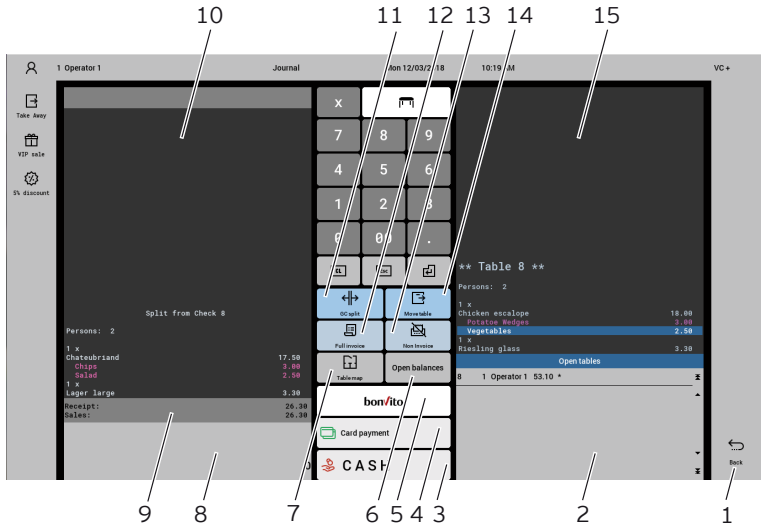 10 11 12 13 14 15
1 Operator 1 Journal Mon 12/03/2018 10:19 AM VC+
Take Away
VIP sale
5% discount
X
7 8 9
4 5 6
1 2 3
0 00 .
CL ESC
GC split Move table
Full invoice Non Invoice
Table map Open balances
bonVito
Card payment
CASH
Split from Check 8
Persons: 2
1 x
Chateubriand 17.50
Chips 3.00
Salad 2.50
1 x
Lager large 3.30
Receipt: 26.30
Sales: 26.30
** Table 8 **
Persons: 2
1 x
Chicken escalope 18.00
Potatoe Wedges 3.00
Vegetables 2.50
1 x
Riesling glass 3.30
Open tables
8 1 Operator 1 53.10 *
Back
9 8 7 6 5 4 3 2 1